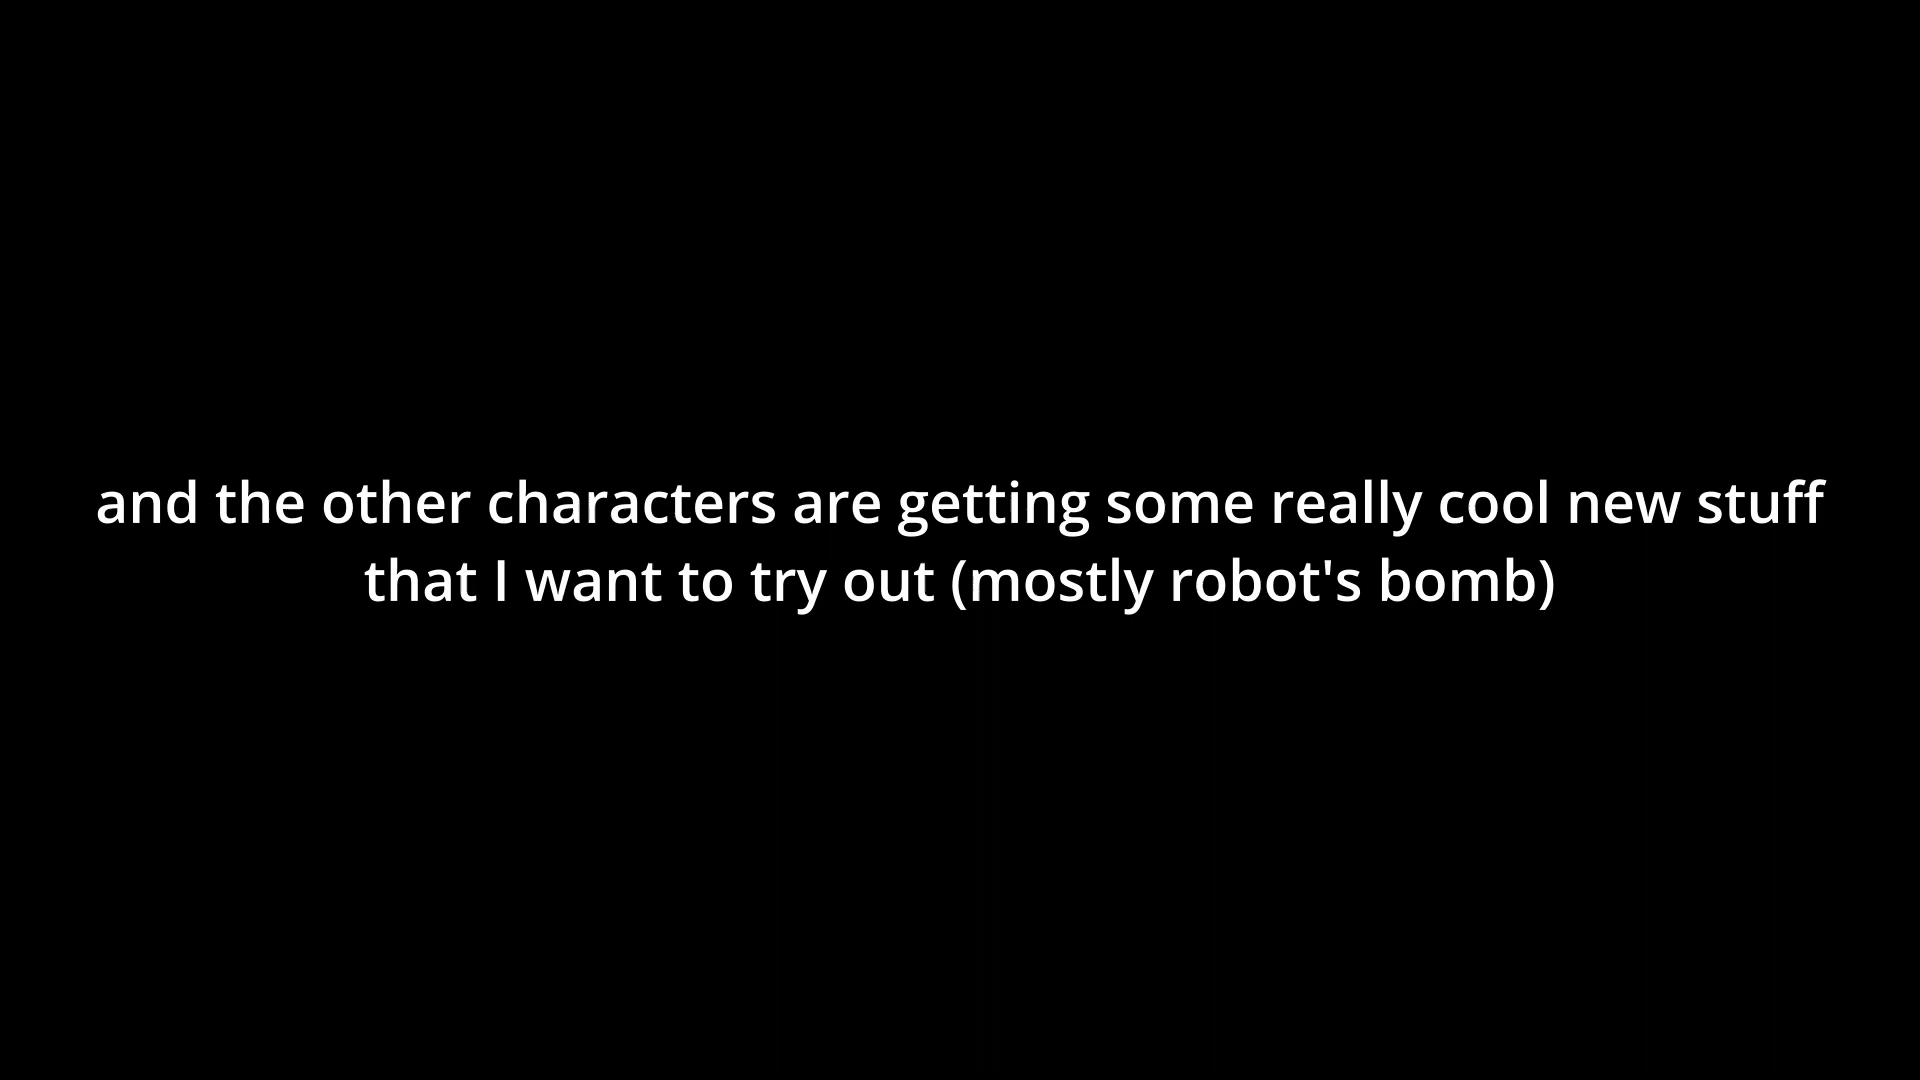 and the other characters are getting some really cool new stuff
that I want to try out (mostly robot's bomb)